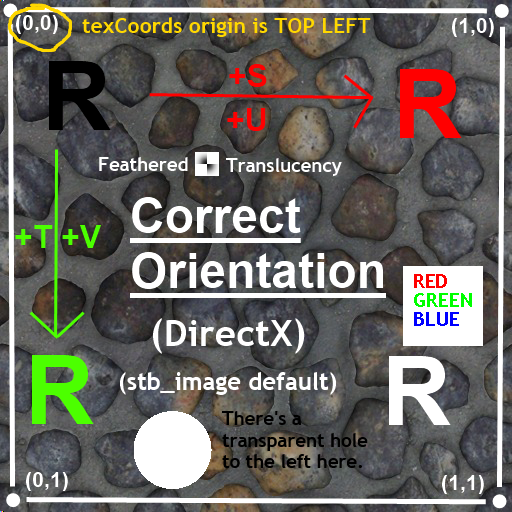 (0,0) texCoords origin is TOP LEFT (1,0)
R +S R
+U
Feathered Translucency
Correct
+T +V
Orientation
RED
GREEN
BLUE
(DirectX)
R R
(stb_image default)
There's a
transparent hole
to the left here.
(0,1) (1,1)